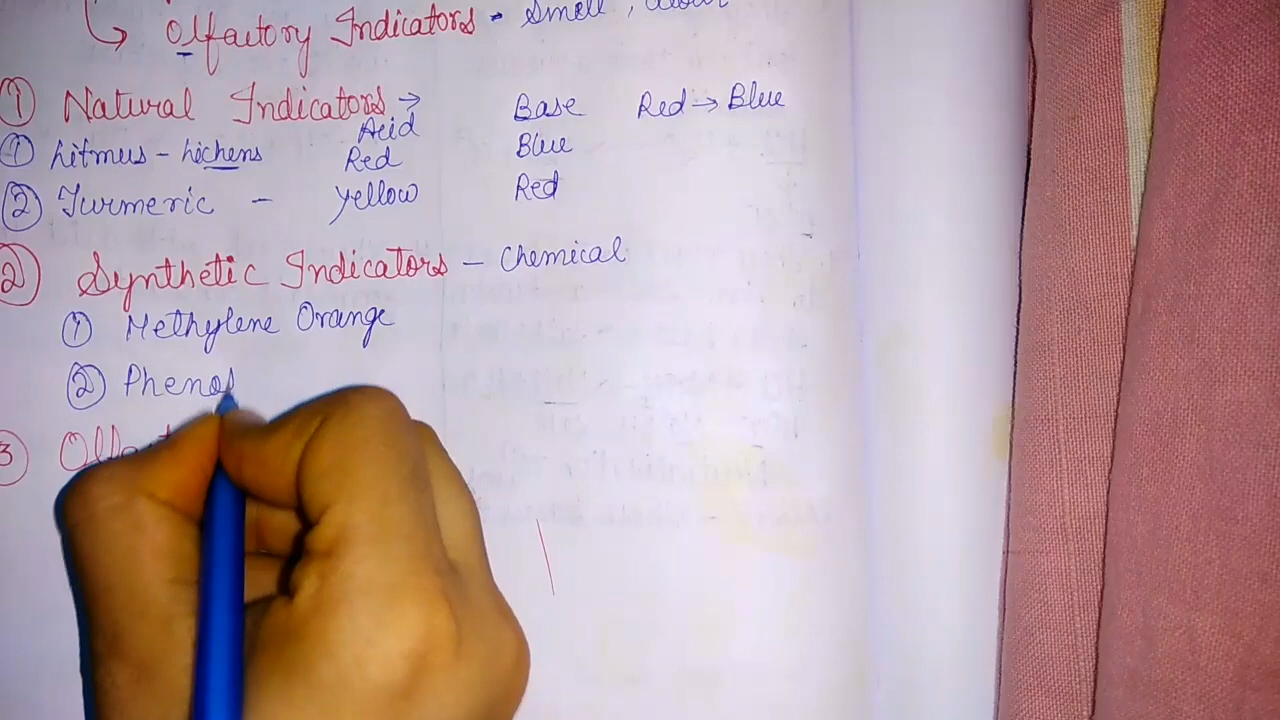 Olfactory Indicators - Smell,
① Natural Indicators →
Acid Base Red → Blue
① Litmus - Lichens Red Blue
② Turmeric - Yellow Red
② Synthetic Indicators - Chemical
① Methylene Orange
② Phenol
3